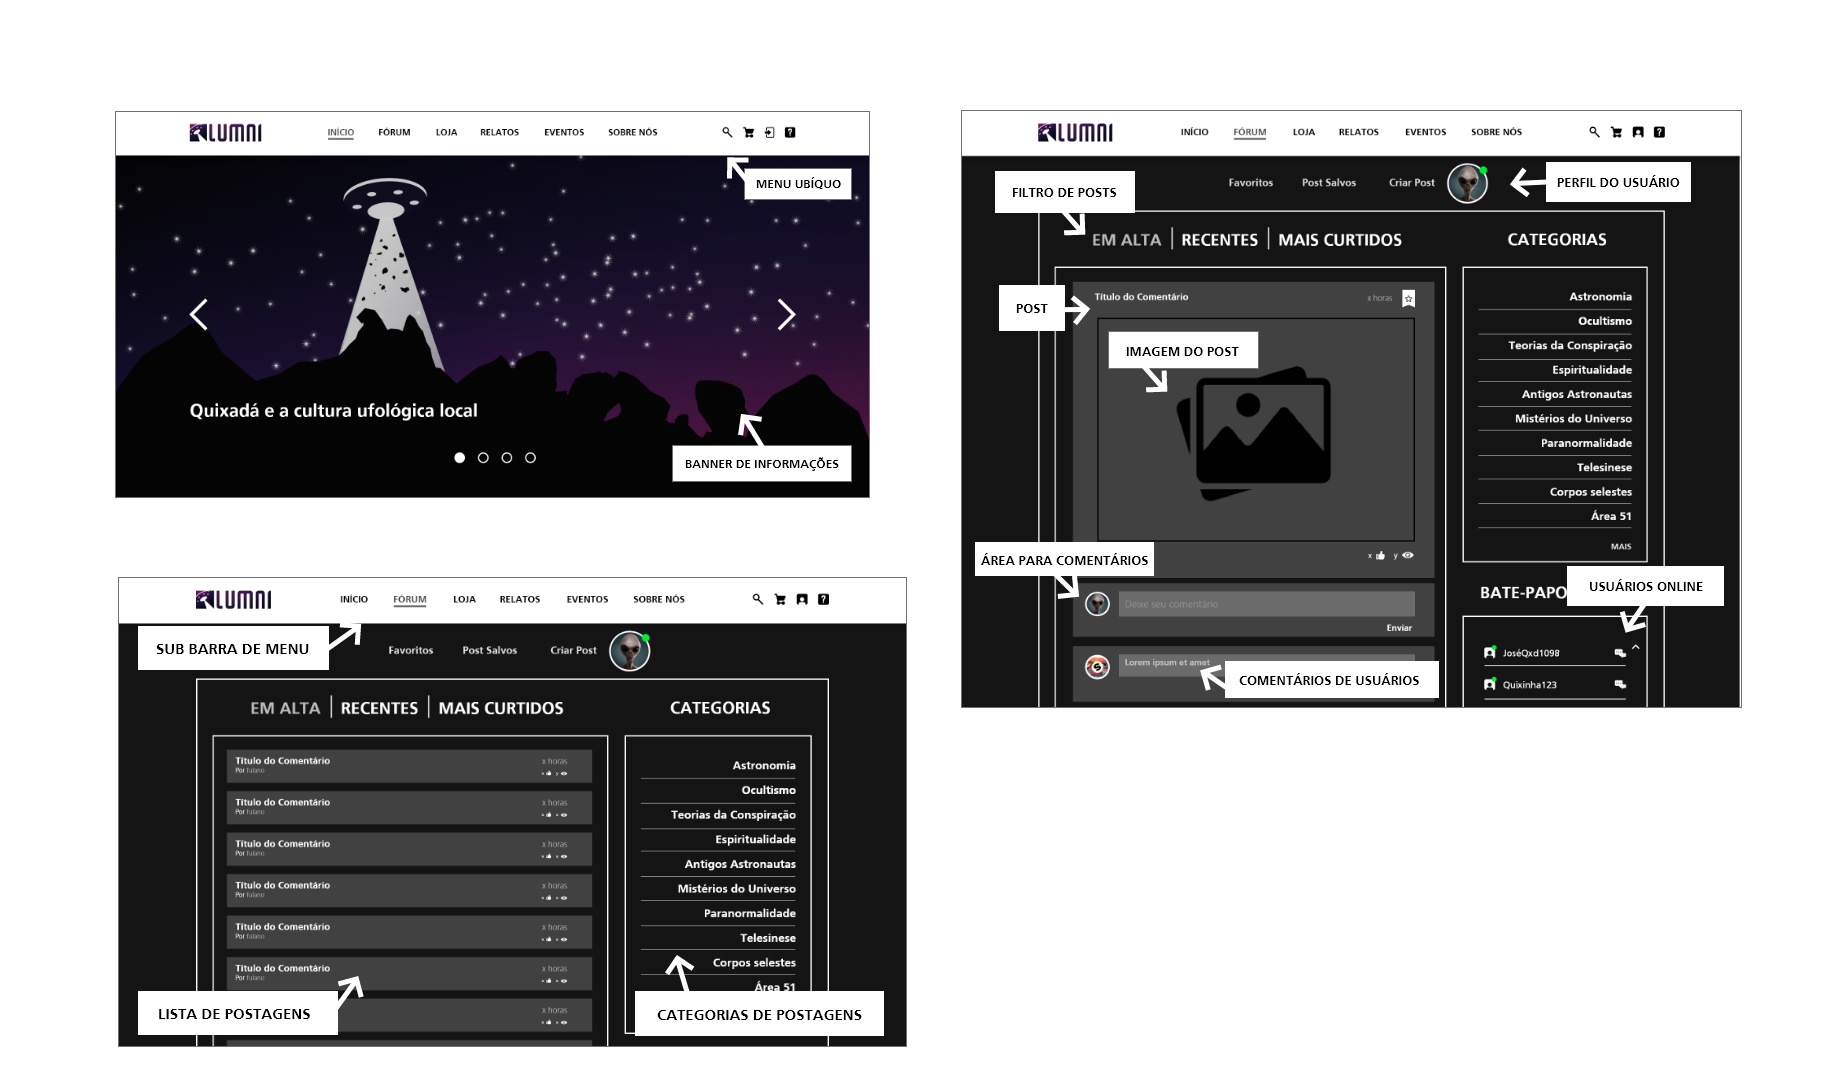 LUMNI
INÍCIO FÓRUM LOJA RELATOS EVENTOS SOBRE NÓS
MENU UBÍQUO
Quixadá e a cultura ufológica local
BANNER DE INFORMAÇÕES
LUMNI
INÍCIO FÓRUM LOJA RELATOS EVENTOS SOBRE NÓS
SUB BARRA DE MENU
Favoritos Post Salvos Criar Post
EM ALTA RECENTES MAIS CURTIDOS
CATEGORIAS
Título do Comentário x horas
Por fulano x y
Título do Comentário x horas
Por fulano
Título do Comentário x horas
Por fulano
Título do Comentário x horas
Por fulano
Título do Comentário x horas
Por fulano
Título do Comentário x horas
Por fulano
x horas
LISTA DE POSTAGENS
Astronomia
Ocultismo
Teorias da Conspiração
Espiritualidade
Antigos Astronautas
Mistérios do Universo
Paranormalidade
Telesinese
Corpos selestes
Área 51
CATEGORIAS DE POSTAGENS
LUMNI
INÍCIO FÓRUM LOJA RELATOS EVENTOS SOBRE NÓS
FILTRO DE POSTS
Favoritos Post Salvos Criar Post
PERFIL DO USUÁRIO
EM ALTA RECENTES MAIS CURTIDOS
CATEGORIAS
POST
Título do Comentário x horas
IMAGEM DO POST
x y
ÁREA PARA COMENTÁRIOS
Deixe seu comentário
Enviar
Lorem ipsum et amet
COMENTÁRIOS DE USUÁRIOS
Astronomia
Ocultismo
Teorias da Conspiração
Espiritualidade
Antigos Astronautas
Mistérios do Universo
Paranormalidade
Telesinese
Corpos selestes
Área 51
MAIS
BATE-PAPO
USUÁRIOS ONLINE
JoséQxd1098
Quixinha123